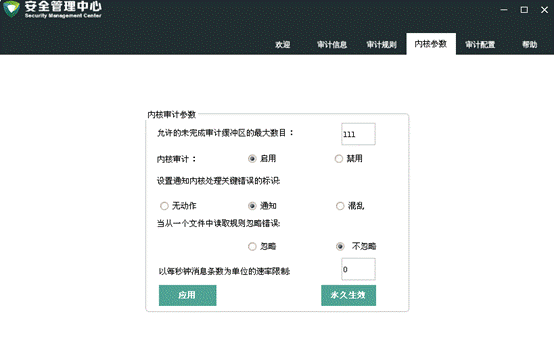 安全管理中心
Security Management Center
欢迎 审计信息 审计规则 内核参数 审计配置 帮助
内核审计参数
允许的未完成审计缓冲区的最大数目： 111
内核审计： 启用 禁用
设置通知内核处理关键错误的标识:
无动作 通知 混乱
当从一个文件中读取规则忽略错误:
忽略 不忽略
以每秒钟消息条数为单位的速率限制: 0
应用 永久生效